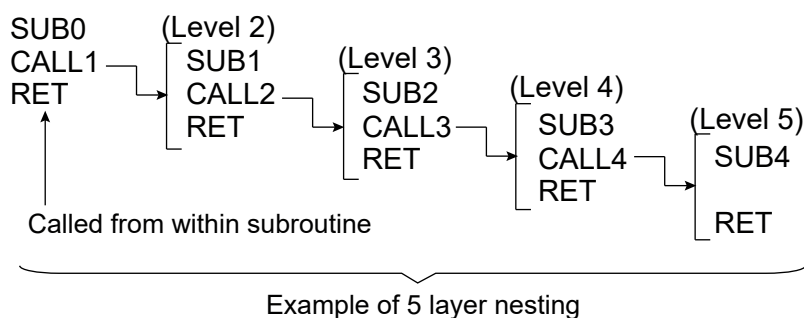 SUB0
CALL1
RET
(Level 2)
SUB1
CALL2
RET
(Level 3)
SUB2
CALL3
RET
(Level 4)
SUB3
CALL4
RET
(Level 5)
SUB4
RET
Called from within subroutine
Example of 5 layer nesting